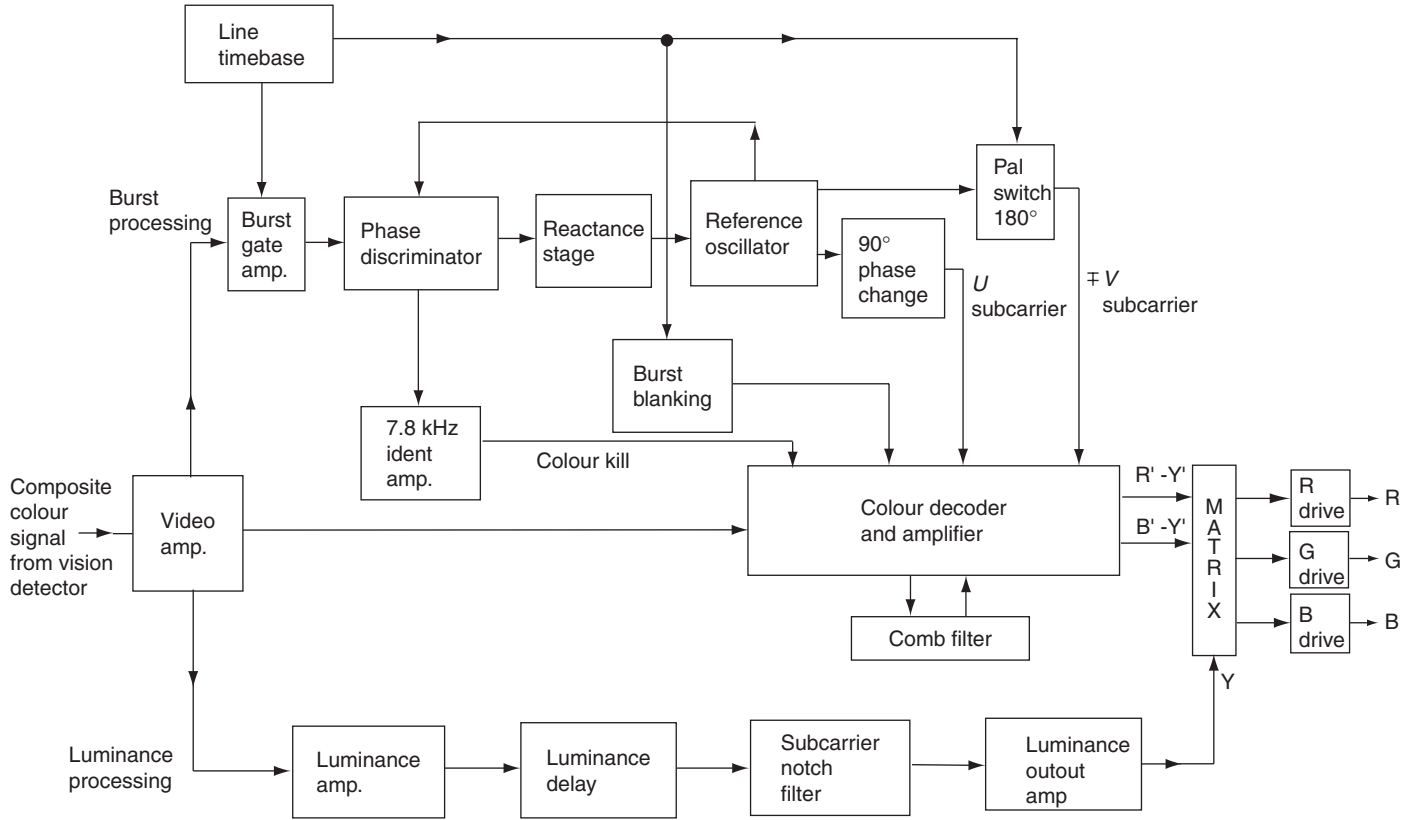 Line
timebase
Burst
processing
Burst
gate
amp.
Phase
discriminator
Reactance
stage
Reference
oscillator
Pal
switch
180°
90°
phase
change
U
subcarrier
∓ V
subcarrier
Burst
blanking
7.8 kHz
ident
amp.
Colour kill
Composite
colour
signal
from vision
detector
Video
amp.
Colour decoder
and amplifier
R' -Y'
B' -Y'
M
A
T
R
I
X
R
drive
R
G
drive
G
B
drive
B
Comb filter
Y
Luminance
processing
Luminance
amp.
Luminance
delay
Subcarrier
notch
filter
Luminance
outout
amp